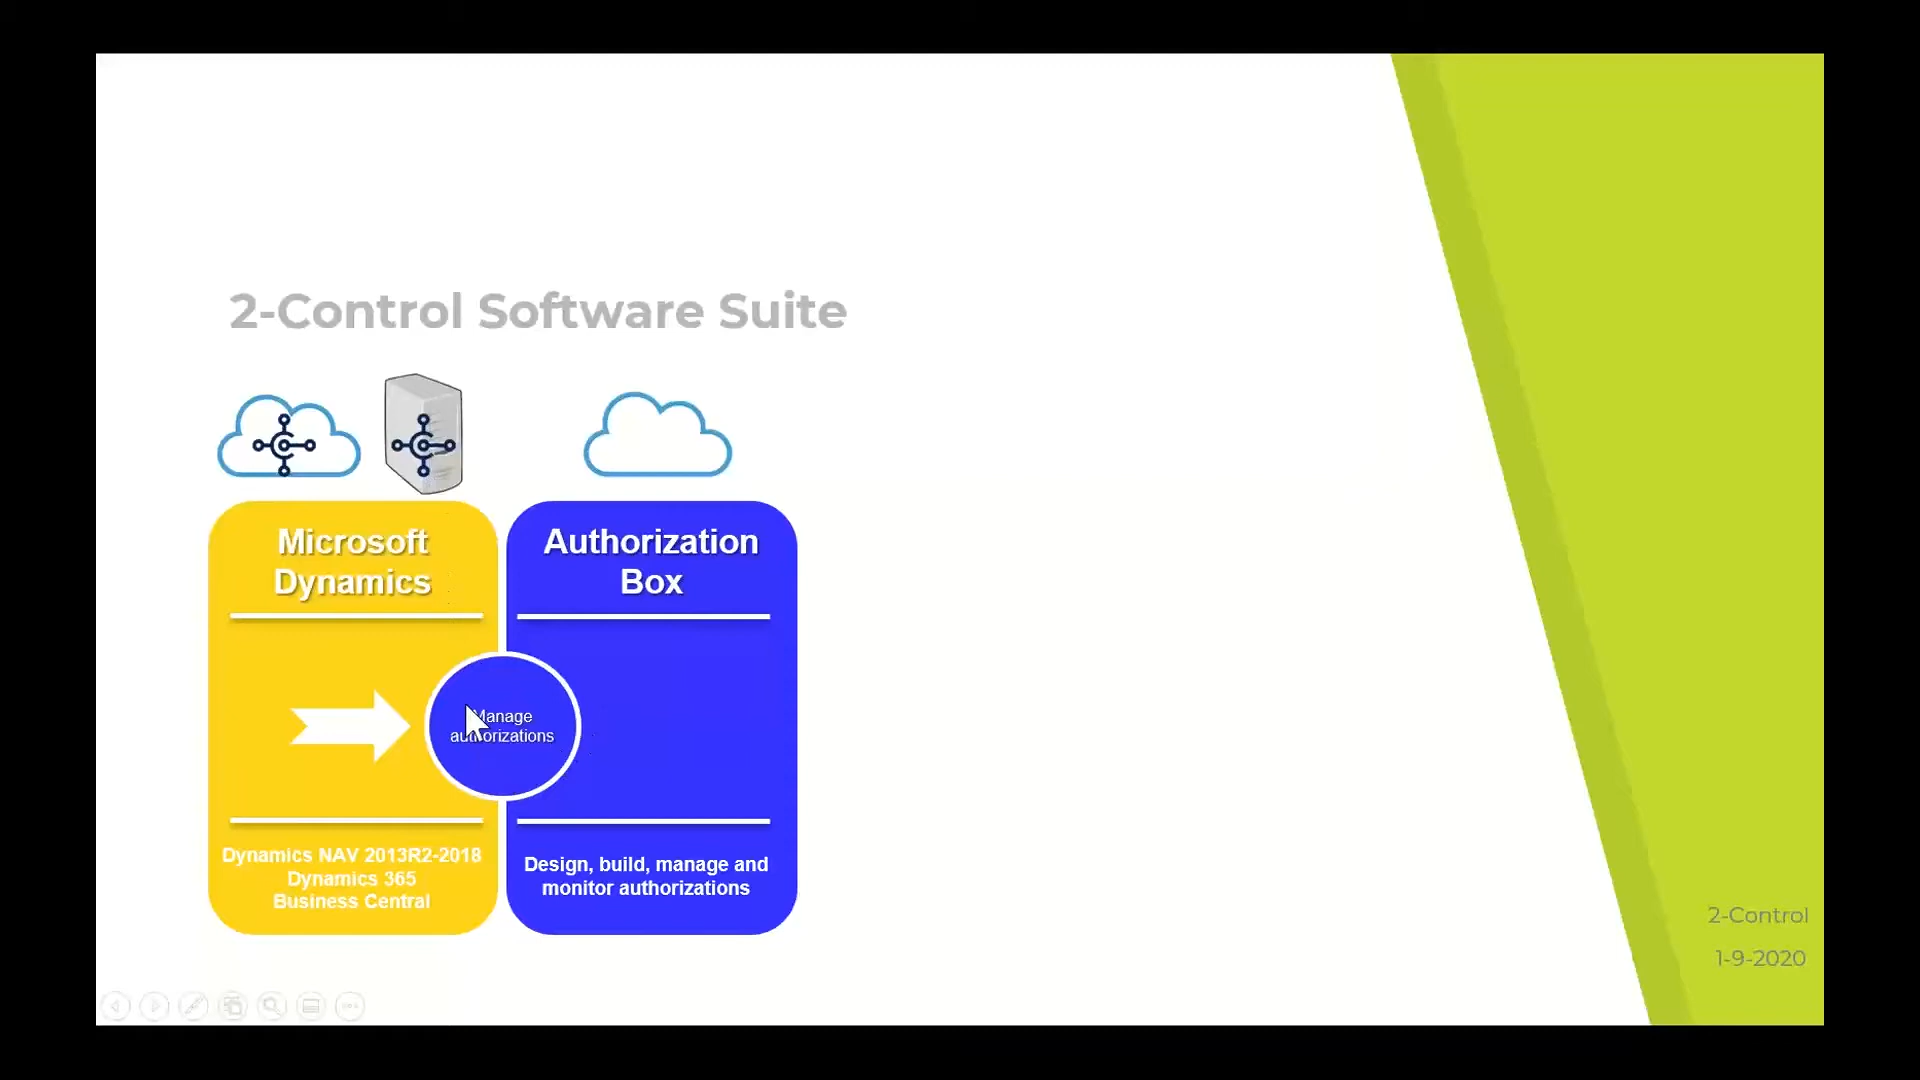 2-Control Software Suite
Microsoft
Dynamics
Authorization
Box
Manage
authorizations
Dynamics NAV 2013R2-2018
Dynamics 365
Business Central
Design, build, manage and
monitor authorizations
2-Control
1-9-2020